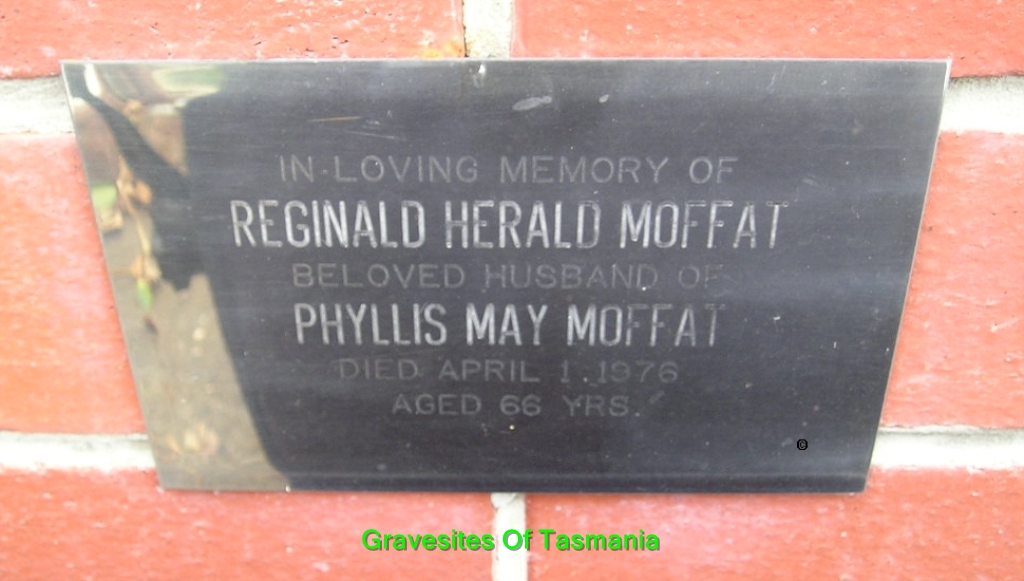 IN LOVING MEMORY OF
REGINALD HERALD MOFFAT
BELOVED HUSBAND OF
PHYLLIS MAY MOFFAT
DIED APRIL 1. 1976
AGED 66 YRS.
©
Gravesites Of Tasmania